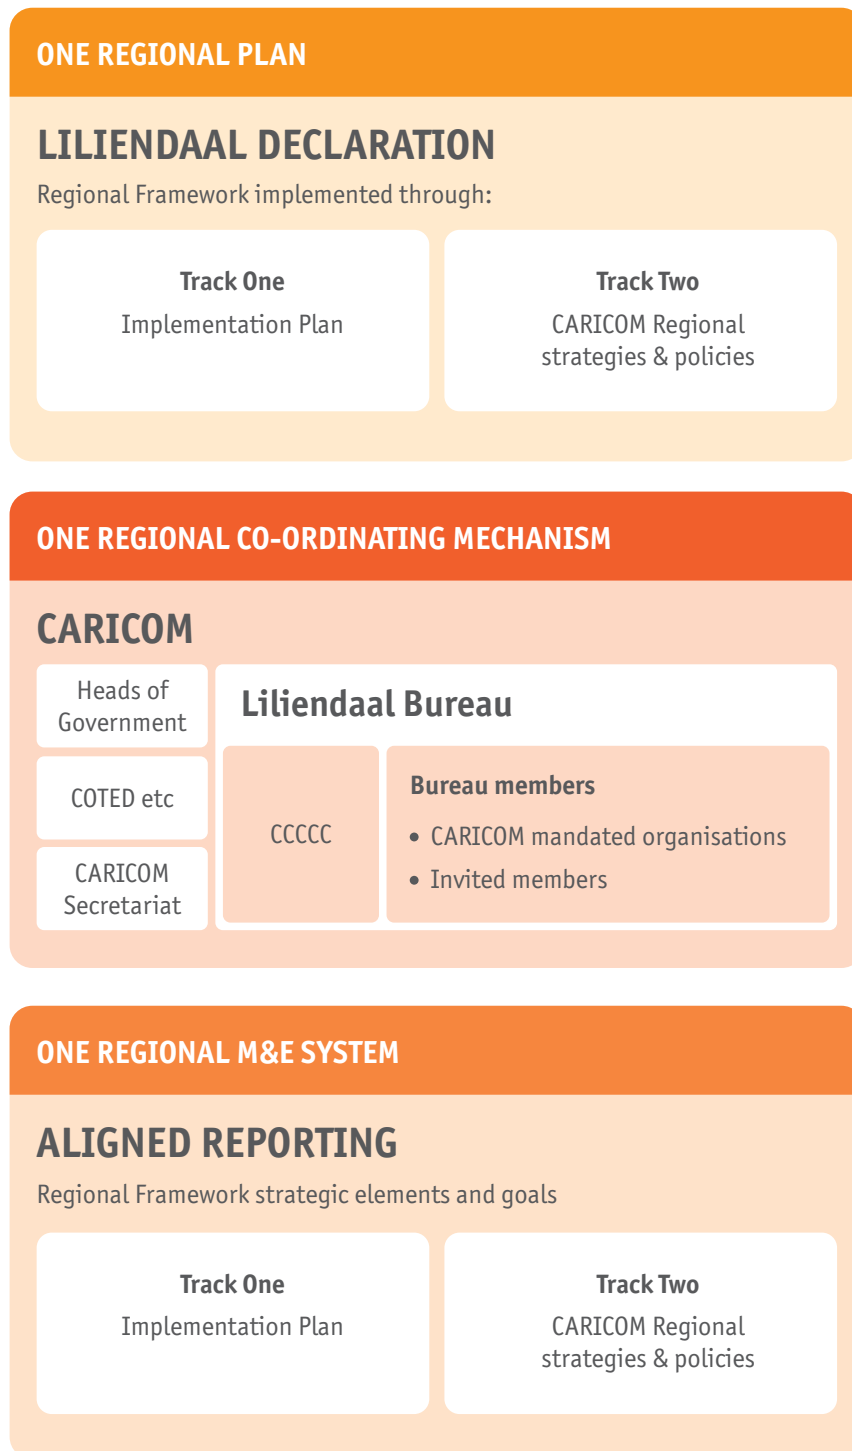 ONE REGIONAL PLAN
LILIENDAAL DECLARATION
Regional Framework implemented through:
Track One
Implementation Plan
Track Two
CARICOM Regional
strategies & policies
ONE REGIONAL CO-ORDINATING MECHANISM
CARICOM
Heads of
Government
COTED etc
CARICOM
Secretariat
Liliendaal Bureau
CCCCC
Bureau members
• CARICOM mandated organisations
• Invited members
ONE REGIONAL M&E SYSTEM
ALIGNED REPORTING
Regional Framework strategic elements and goals
Track One
Implementation Plan
Track Two
CARICOM Regional
strategies & policies